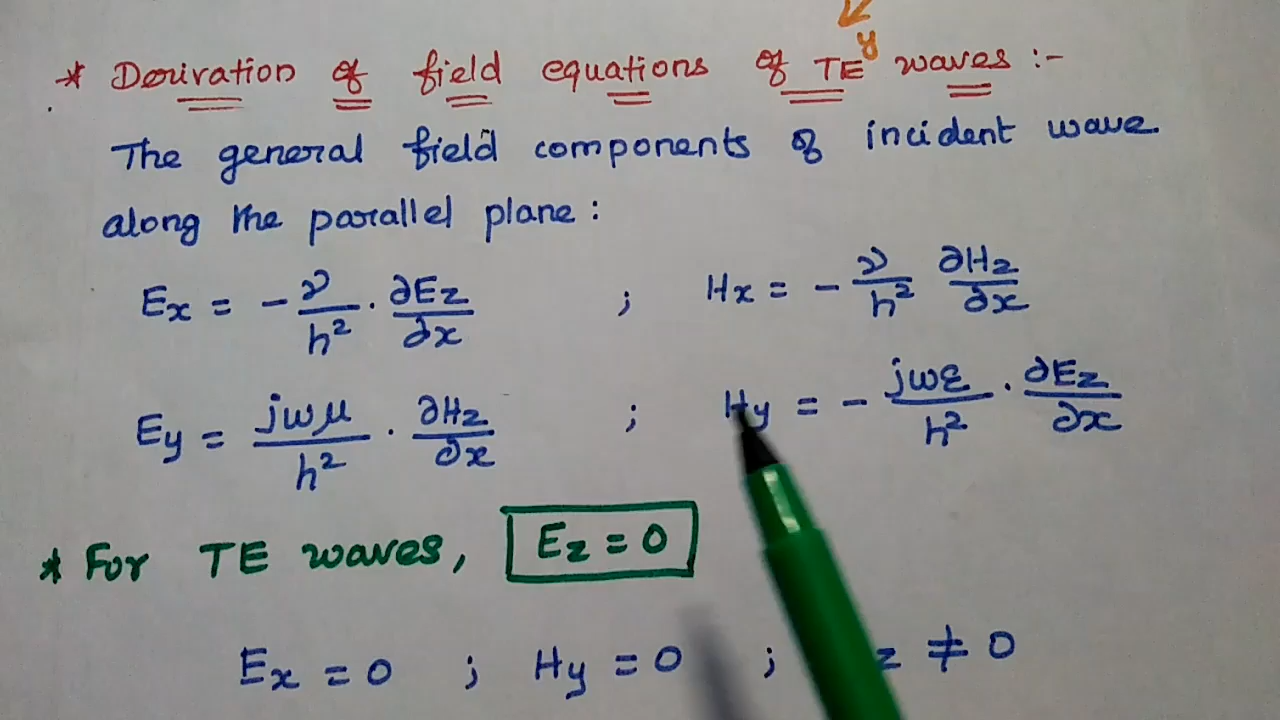 * Derivation of field equations of TE^y waves :-
The general field components of incident wave
along the parallel plane :
Ex = - γ/h² . ∂Ez/∂x ; Hx = - γ/h² ∂Hz/∂x
Ey = jωμ/h² . ∂Hz/∂x ; Hy = - jωε/h² . ∂Ez/∂x
* For TE waves, Ez = 0
Ex = 0 ; Hy = 0 ; z ≠ 0